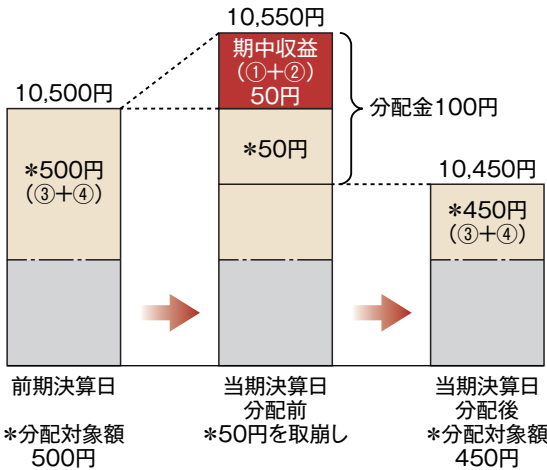 10,550円
期中収益
(①+②)
50円
10,500円
分配金100円
*500円
(③+④)
*50円
10,450円
*450円
(③+④)
前期決算日
*分配対象額
500円
当期決算日
分配前
*50円を取崩し
当期決算日
分配後
*分配対象額
450円